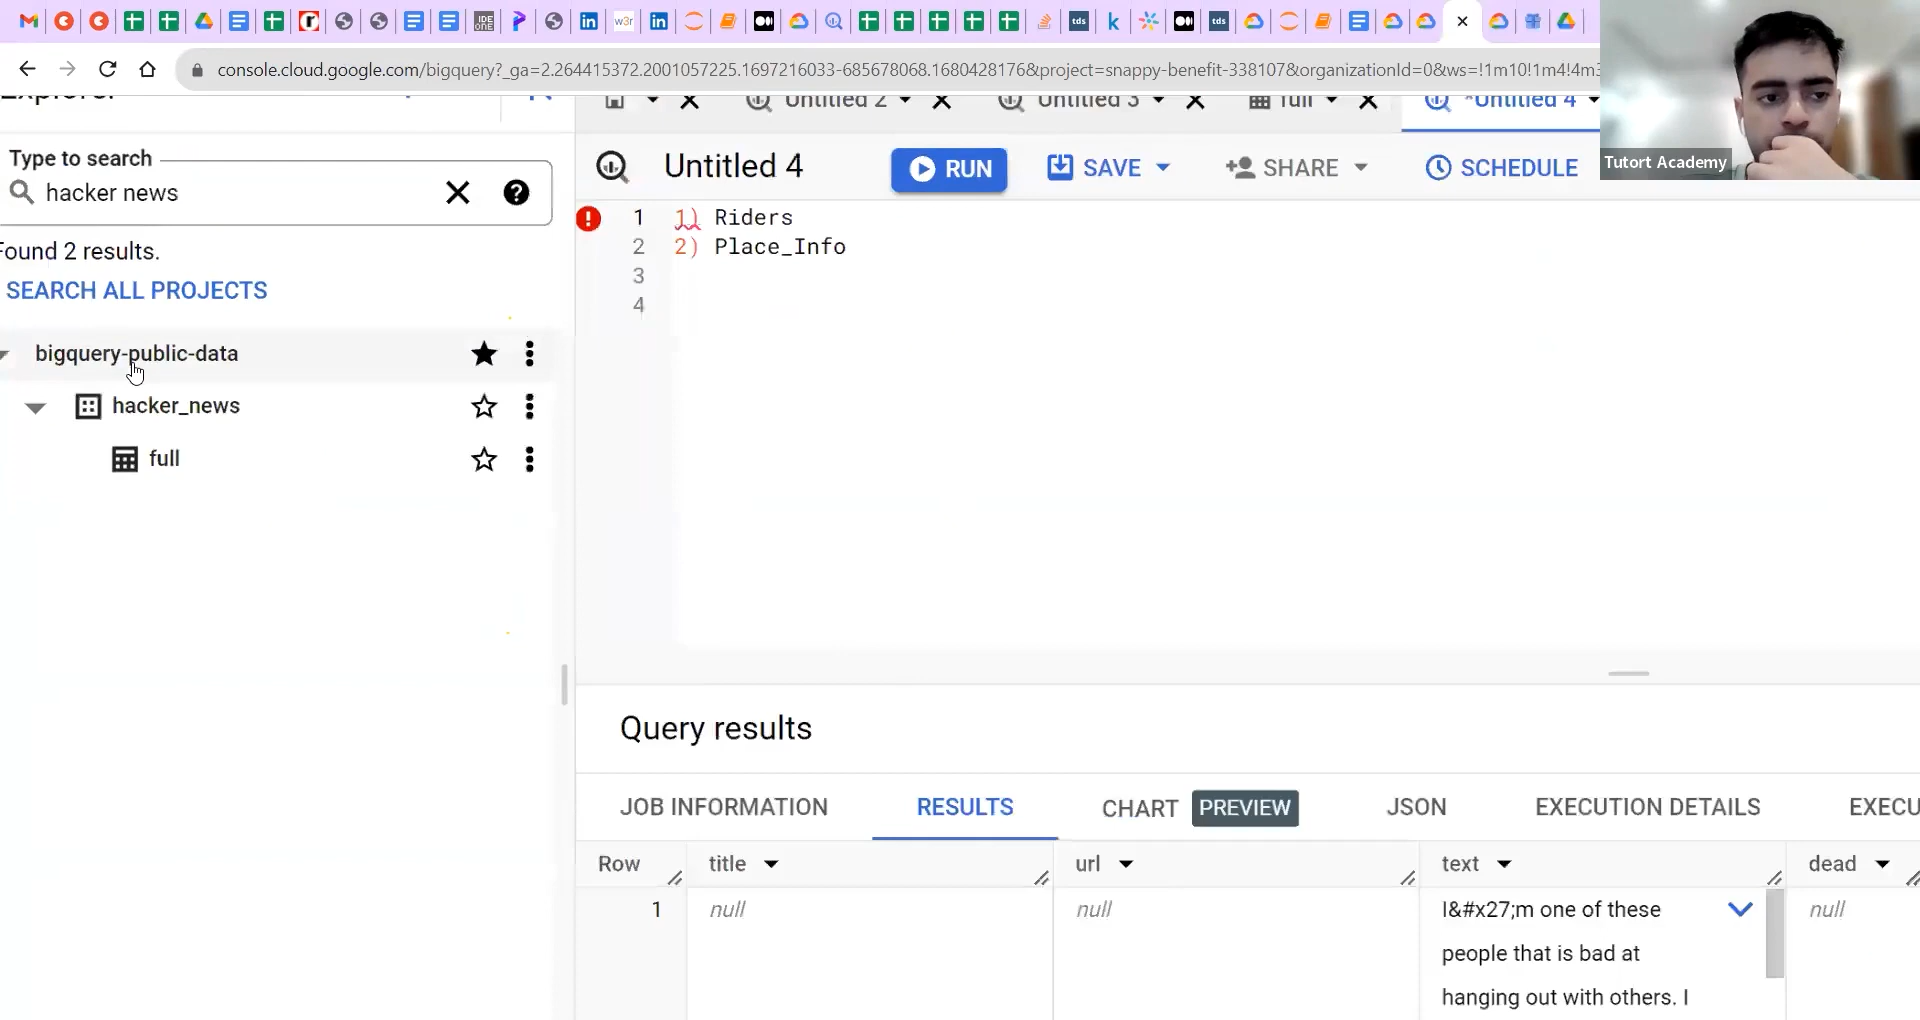 console.cloud.google.com/bigquery?_ga=2.264415372.2001057225.1697216033-685678068.1680428176&project=snappy-benefit-338107&organizationId=0&ws=!1m10!1m4!4m3
Explorer
Untitled 2
Untitled 3
full
*Untitled 4
Tutort Academy
Type to search
hacker news
Found 2 results.
SEARCH ALL PROJECTS
bigquery-public-data
hacker_news
full
Untitled 4
RUN
SAVE
SHARE
SCHEDULE
1 1) Riders
2 2) Place_Info
3
4
Query results
JOB INFORMATION
RESULTS
CHART
PREVIEW
JSON
EXECUTION DETAILS
EXECU
Row title url text dead
1 null null I&#x27;m one of these null
people that is bad at
hanging out with others. I